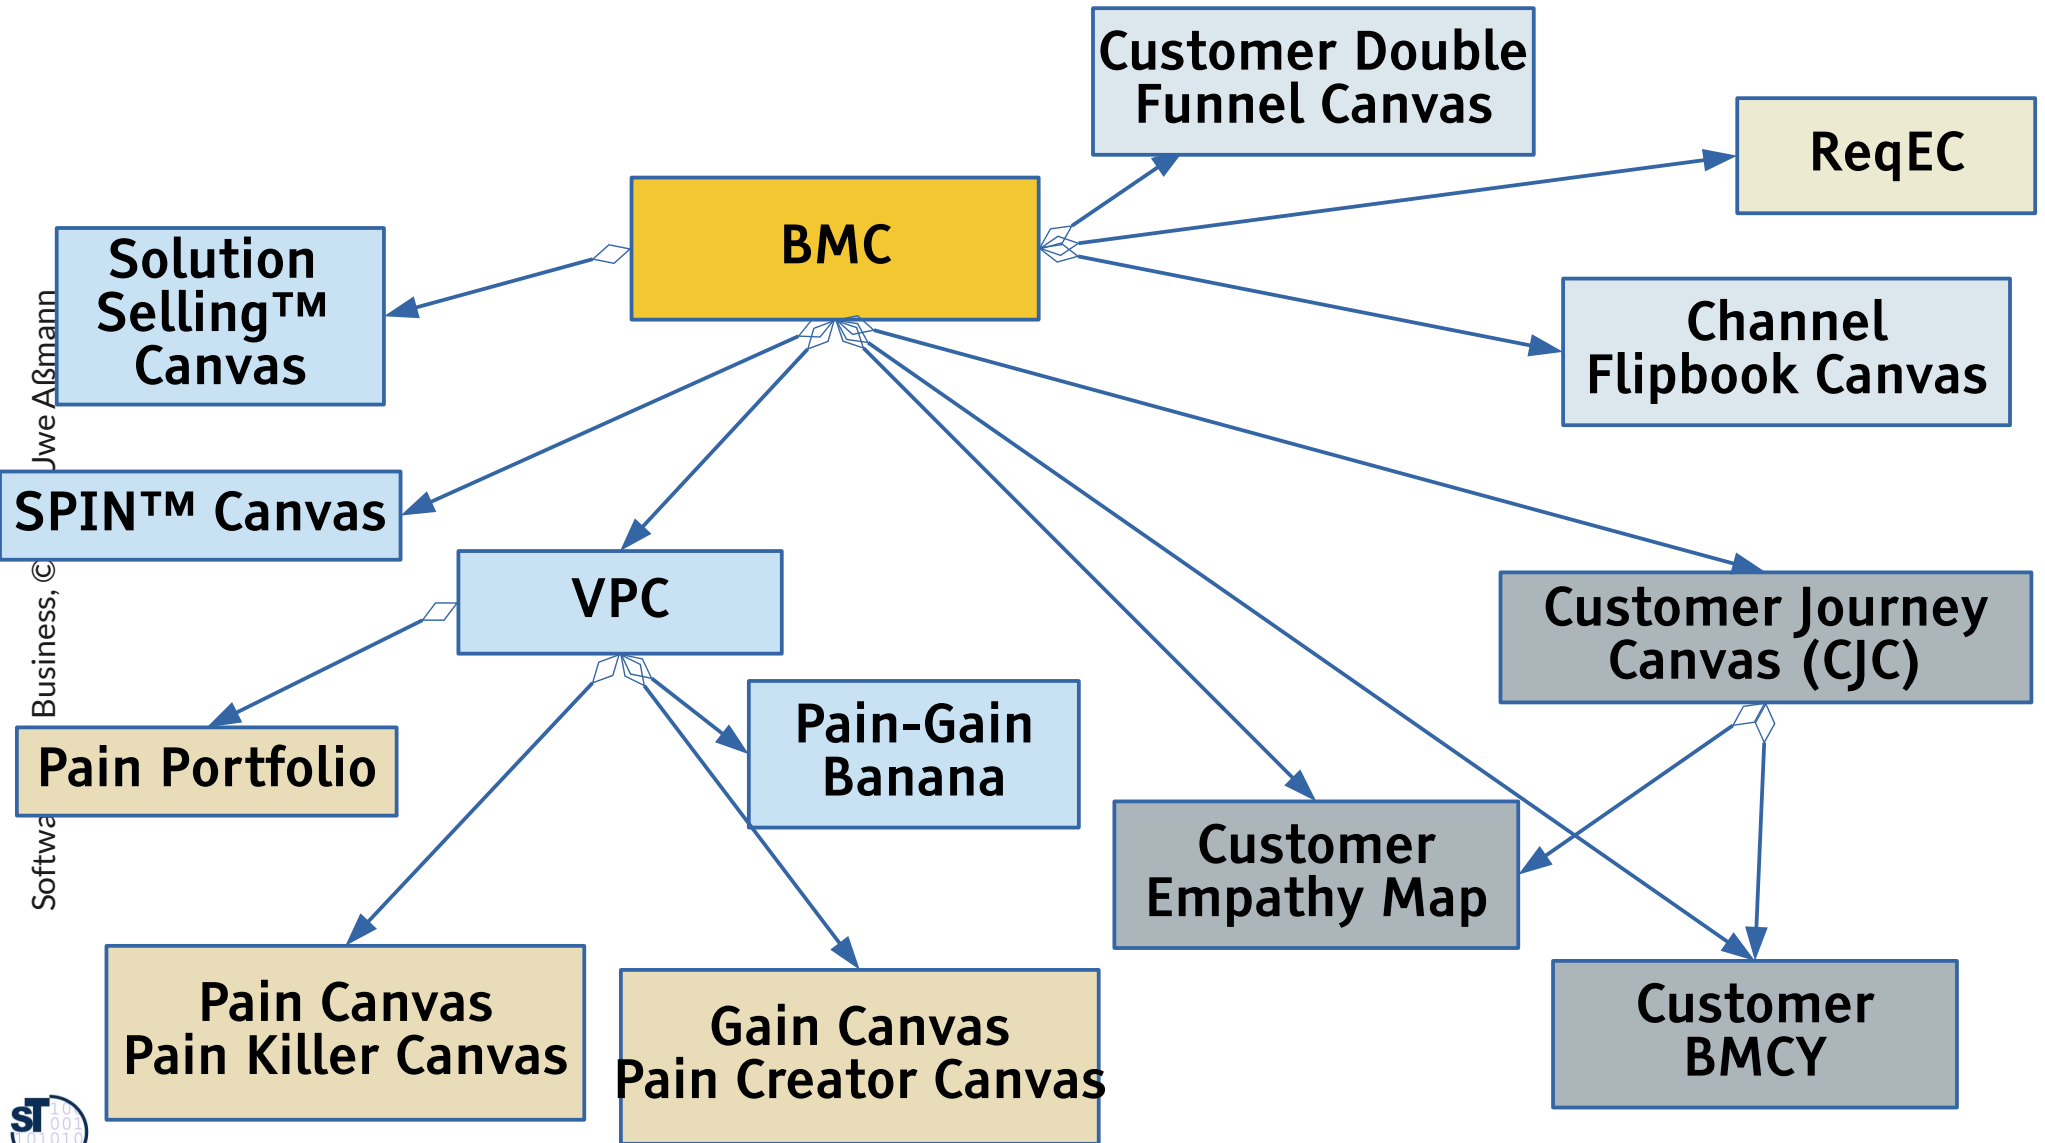 Customer Double
Funnel Canvas
ReqEC
BMC
Solution
Selling™
Canvas
Channel
Flipbook Canvas
SPIN™ Canvas
VPC
Customer Journey
Canvas (CJC)
Pain-Gain
Banana
Pain Portfolio
Customer
Empathy Map
Pain Canvas
Pain Killer Canvas
Gain Canvas
Pain Creator Canvas
Customer
BMCY
Business, © Uwe Aßmann
ST